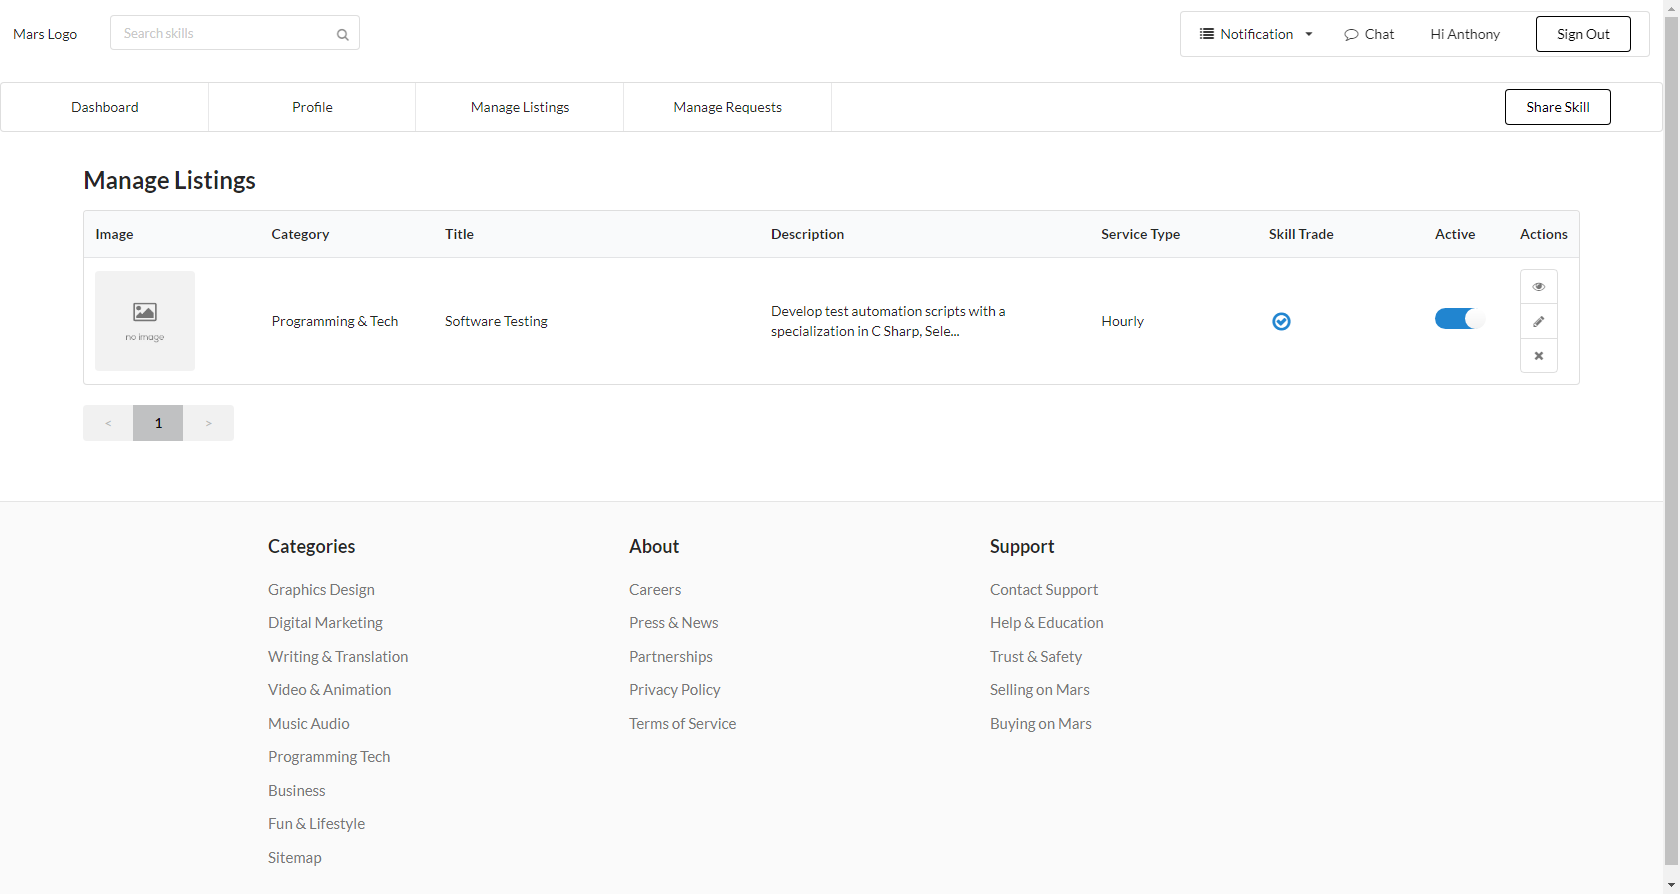 Mars Logo
Search skills
Notification
Chat
Hi Anthony
Sign Out
Dashboard
Profile
Manage Listings
Manage Requests
Share Skill
Manage Listings
Image
Category
Title
Description
Service Type
Skill Trade
Active
Actions
no image
Programming & Tech
Software Testing
Develop test automation scripts with a
specialization in C Sharp, Sele...
Hourly
<
1
>
Categories
Graphics Design
Digital Marketing
Writing & Translation
Video & Animation
Music Audio
Programming Tech
Business
Fun & Lifestyle
Sitemap
About
Careers
Press & News
Partnerships
Privacy Policy
Terms of Service
Support
Contact Support
Help & Education
Trust & Safety
Selling on Mars
Buying on Mars